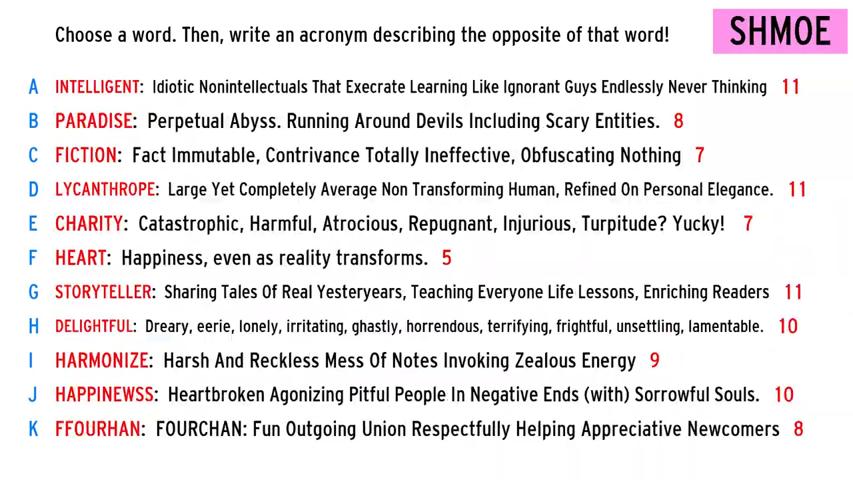 Choose a word. Then, write an acronym describing the opposite of that word!
SHMOE
A INTELLIGENT: Idiotic Nonintellectuals That Execrate Learning Like Ignorant Guys Endlessly Never Thinking 11
B PARADISE: Perpetual Abyss. Running Around Devils Including Scary Entities. 8
C FICTION: Fact Immutable, Contrivance Totally Ineffective, Obfuscating Nothing 7
D LYCANTHROPE: Large Yet Completely Average Non Transforming Human, Refined On Personal Elegance. 11
E CHARITY: Catastrophic, Harmful, Atrocious, Repugnant, Injurious, Turpitude? Yucky! 7
F HEART: Happiness, even as reality transforms. 5
G STORYTELLER: Sharing Tales Of Real Yesteryears, Teaching Everyone Life Lessons, Enriching Readers 11
H DELIGHTFUL: Dreary, eerie, lonely, irritating, ghastly, horrendous, terrifying, frightful, unsettling, lamentable. 10
I HARMONIZE: Harsh And Reckless Mess Of Notes Invoking Zealous Energy 9
J HAPPINEWSS: Heartbroken Agonizing Pitful People In Negative Ends (with) Sorrowful Souls. 10
K FFOURHAN: FOURCHAN: Fun Outgoing Union Respectfully Helping Appreciative Newcomers 8